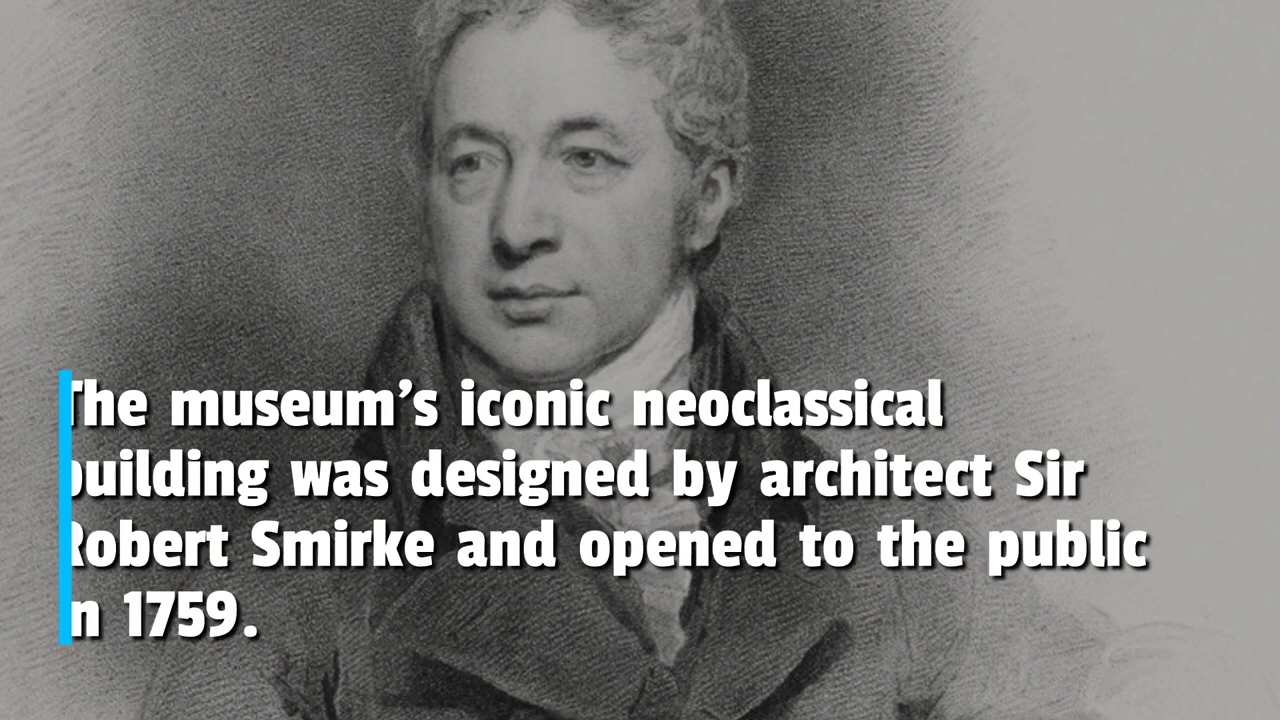 The museum’s iconic neoclassical
building was designed by architect Sir
Robert Smirke and opened to the public
in 1759.